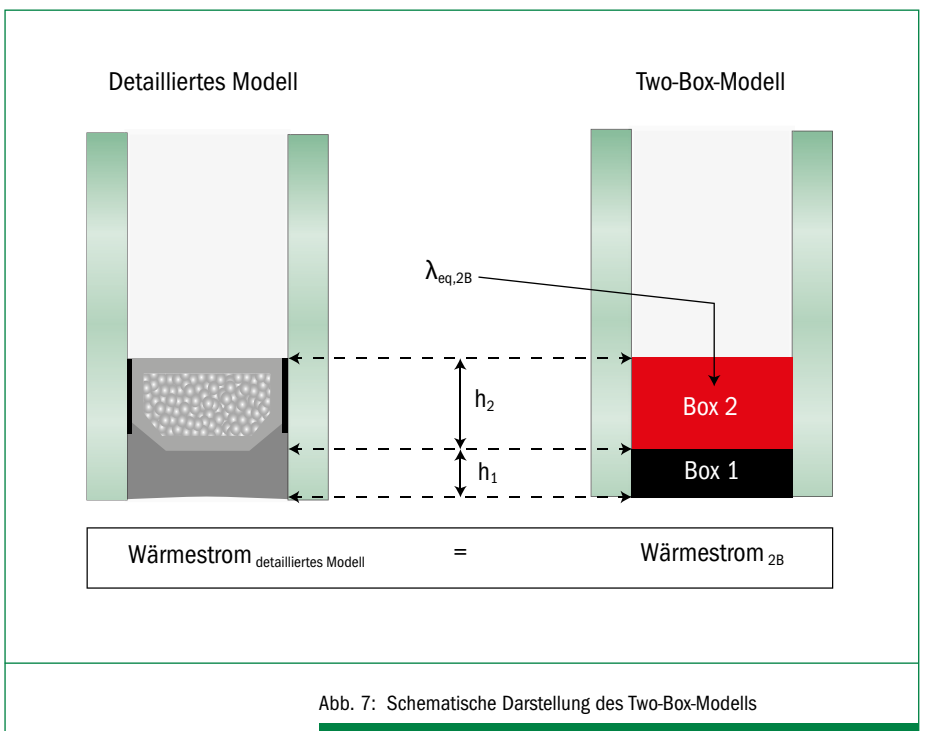 Detailliertes Modell
Two-Box-Modell
λeq,2B
h2
Box 2
h1
Box 1
Wärmestrom detailliertes Modell = Wärmestrom 2B
Abb. 7: Schematische Darstellung des Two-Box-Modells